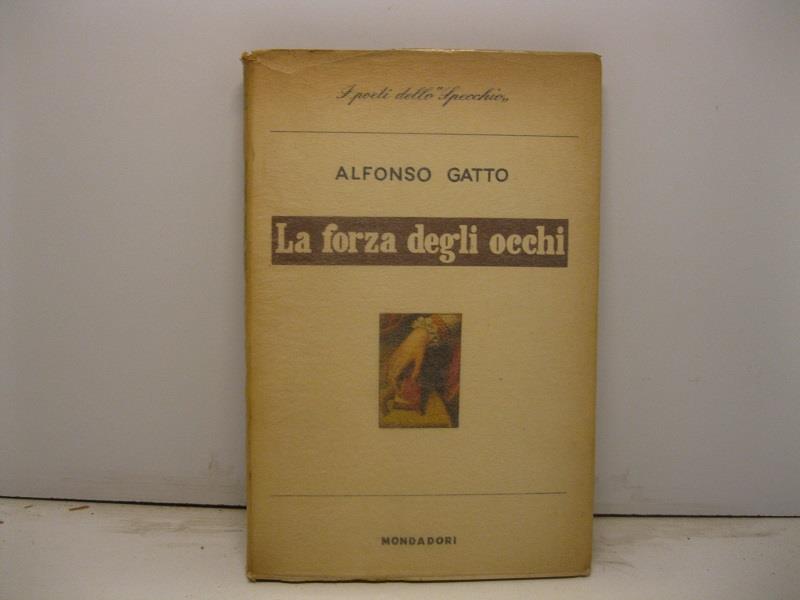 I poeti dello "Specchio„
ALFONSO GATTO
La forza degli occhi
MONDADORI